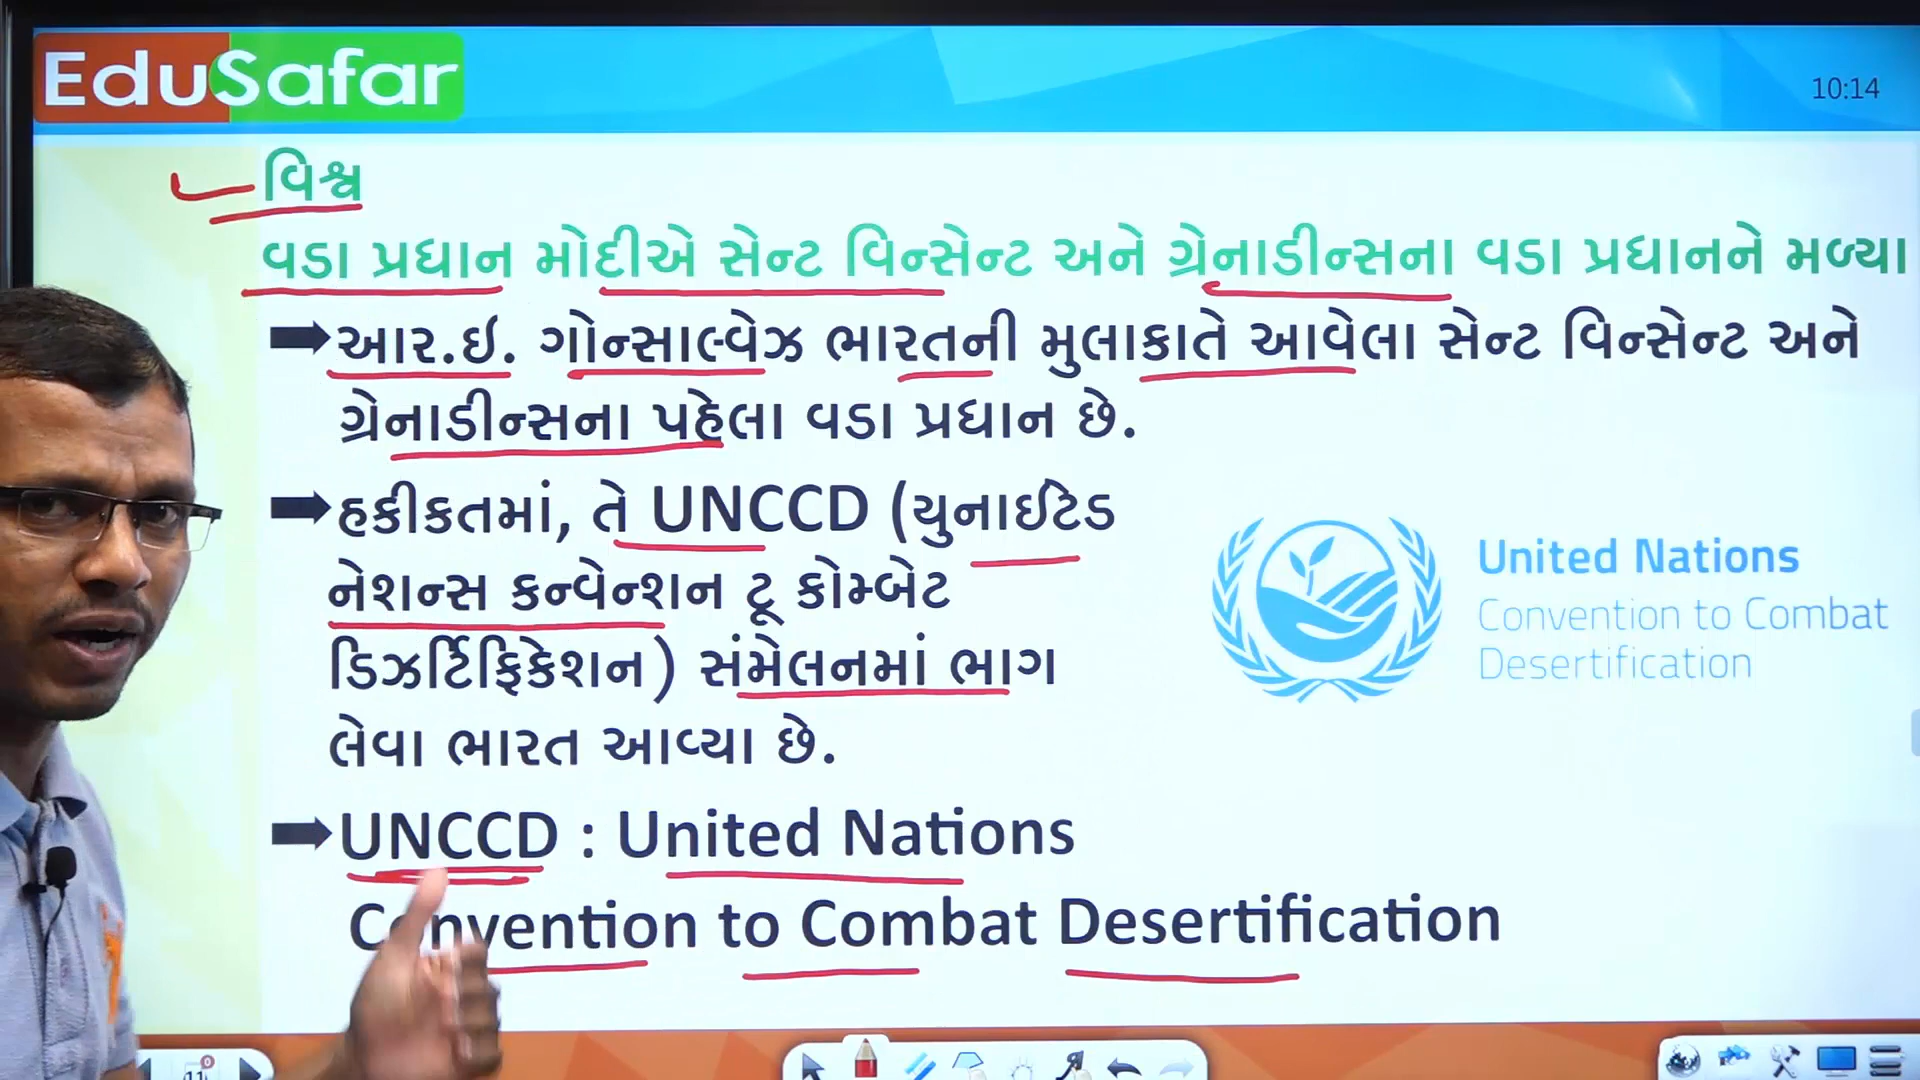 EduSafar
10:14
વિશ્વ
વડા પ્રધાન મોદીએ સેન્ટ વિન્સેન્ટ અને ગ્રેનાડીન્સના વડા પ્રધાનને મળ્યા
➡આર.ઇ. ગોન્સાલ્વેઝ ભારતની મુલાકાતે આવેલા સેન્ટ વિન્સેન્ટ અને
ગ્રેનાડીન્સના પહેલા વડા પ્રધાન છે.
➡હકીકતમાં, તે UNCCD (યુનાઈટેડ
નેશન્સ કન્વેન્શન ટૂ કોમ્બેટ
ડિઝર્ટિફિકેશન) સંમેલનમાં ભાગ
લેવા ભારત આવ્યા છે.
United Nations
Convention to Combat
Desertification
➡UNCCD : United Nations
Convention to Combat Desertification
11
0